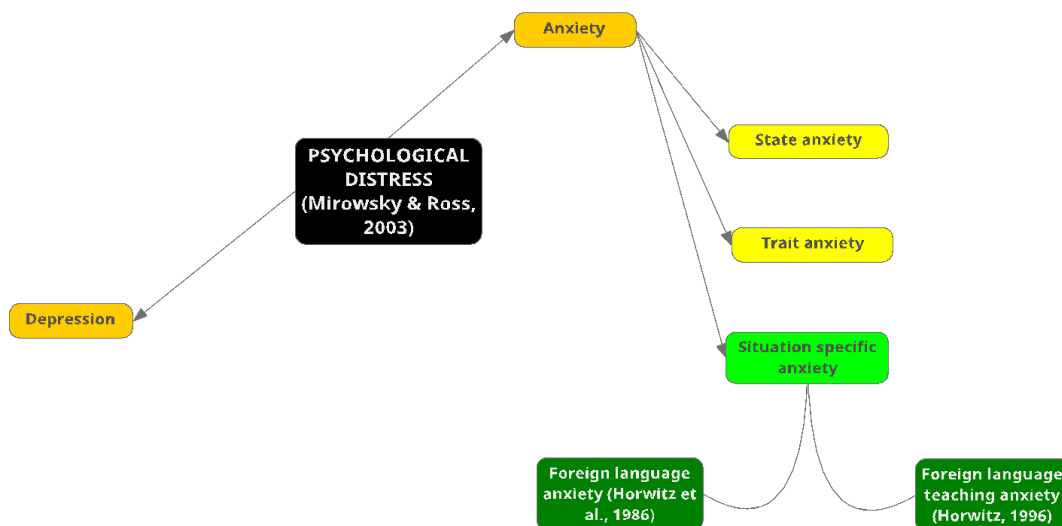 Anxiety
PSYCHOLOGICAL
DISTRESS
(Mirowsky & Ross,
2003)
State anxiety
Trait anxiety
Depression
Situation specific
anxiety
Foreign language
anxiety (Horwitz et
al., 1986)
Foreign language
teaching anxiety
(Horwitz, 1996)